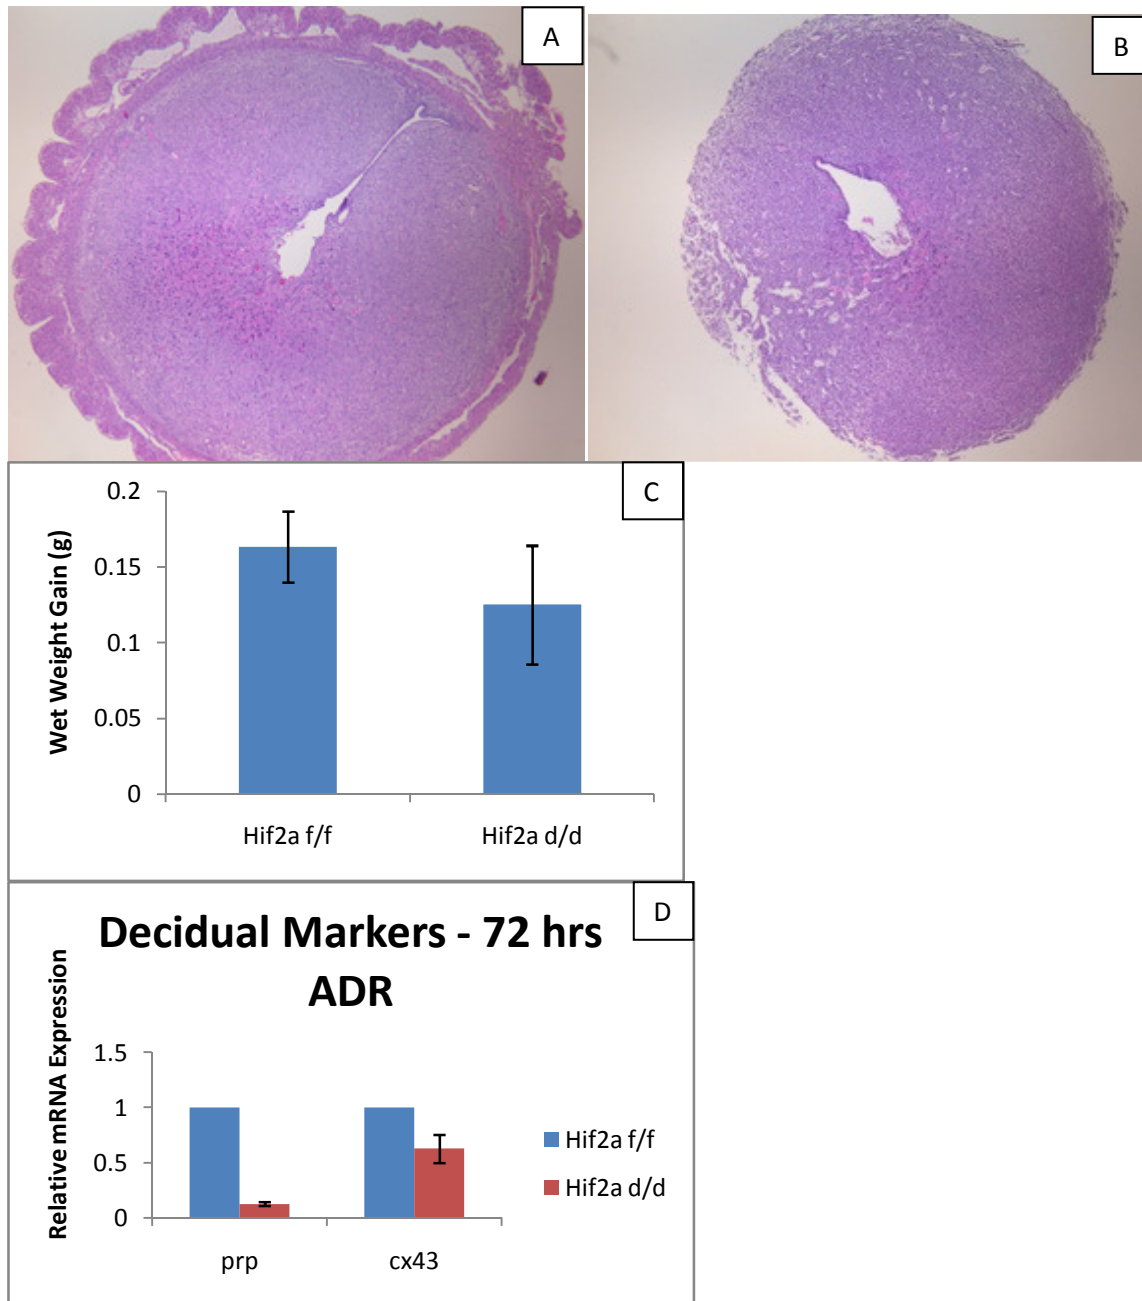 A
B
C
0.2
0.15
0.1
0.05
0
Wet Weight Gain (g)
Hif2a f/f
Hif2a d/d
D
Decidual Markers - 72 hrs
ADR
Relative mRNA Expression
1.5
1
0.5
0
prp
cx43
Hif2a f/f
Hif2a d/d